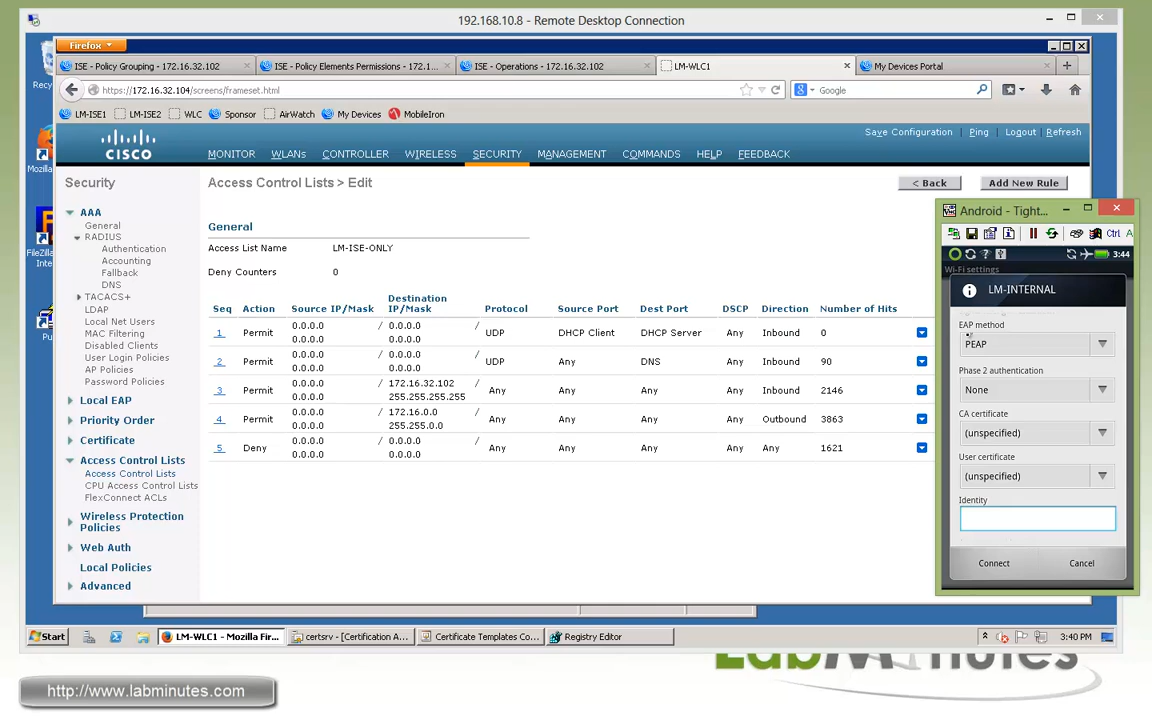 192.168.10.8 - Remote Desktop Connection
Firefox
ISE - Policy Grouping - 172.16.32.102
ISE - Policy Elements Permissions - 172.1...
ISE - Operations - 172.16.32.102
LM-WLC1
My Devices Portal
https://172.16.32.104/screens/frameset.html
Google
LM-ISE1
LM-ISE2
WLC
Sponsor
AirWatch
My Devices
MobileIron
Save Configuration | Ping | Logout | Refresh
CISCO
MONITOR WLANs CONTROLLER WIRELESS SECURITY MANAGEMENT COMMANDS HELP FEEDBACK
Security
AAA
General
RADIUS
Authentication
Accounting
Fallback
DNS
TACACS+
LDAP
Local Net Users
MAC Filtering
Disabled Clients
User Login Policies
AP Policies
Password Policies
Local EAP
Priority Order
Certificate
Access Control Lists
Access Control Lists
CPU Access Control Lists
FlexConnect ACLs
Wireless Protection
Policies
Web Auth
Local Policies
Advanced
Access Control Lists > Edit
< Back
Add New Rule
General
Access List Name LM-ISE-ONLY
Deny Counters 0
Seq Action Source IP/Mask Destination IP/Mask Protocol Source Port Dest Port DSCP Direction Number of Hits
1 Permit 0.0.0.0 / 0.0.0.0 0.0.0.0 / 0.0.0.0 UDP DHCP Client DHCP Server Any Inbound 0
2 Permit 0.0.0.0 / 0.0.0.0 0.0.0.0 / 0.0.0.0 UDP Any DNS Any Inbound 90
3 Permit 0.0.0.0 / 0.0.0.0 172.16.32.102 / 255.255.255.255 Any Any Any Any Inbound 2146
4 Permit 0.0.0.0 / 0.0.0.0 172.16.0.0 / 255.255.0.0 Any Any Any Any Outbound 3863
5 Deny 0.0.0.0 / 0.0.0.0 0.0.0.0 / 0.0.0.0 Any Any Any Any Any 1621
Android - Tight...
Ctrl
3:44
Wi-Fi settings
LM-INTERNAL
EAP method
PEAP
Phase 2 authentication
None
CA certificate
(unspecified)
User certificate
(unspecified)
Identity
Connect
Cancel
Start
LM-WLC1 - Mozilla Fir...
certsrv - [Certification A...
Certificate Templates Co...
Registry Editor
3:40 PM
LabMinutes
http://www.labminutes.com